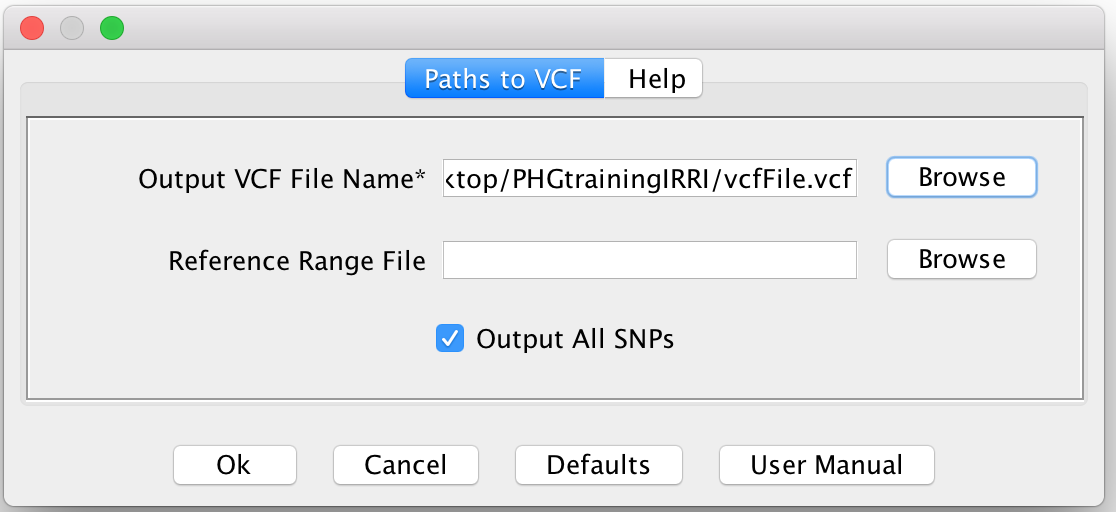 Paths to VCF Help
Output VCF File Name* ktop/PHGtrainingIRRI/vcfFile.vcf Browse
Reference Range File Browse
Output All SNPs
Ok Cancel Defaults User Manual